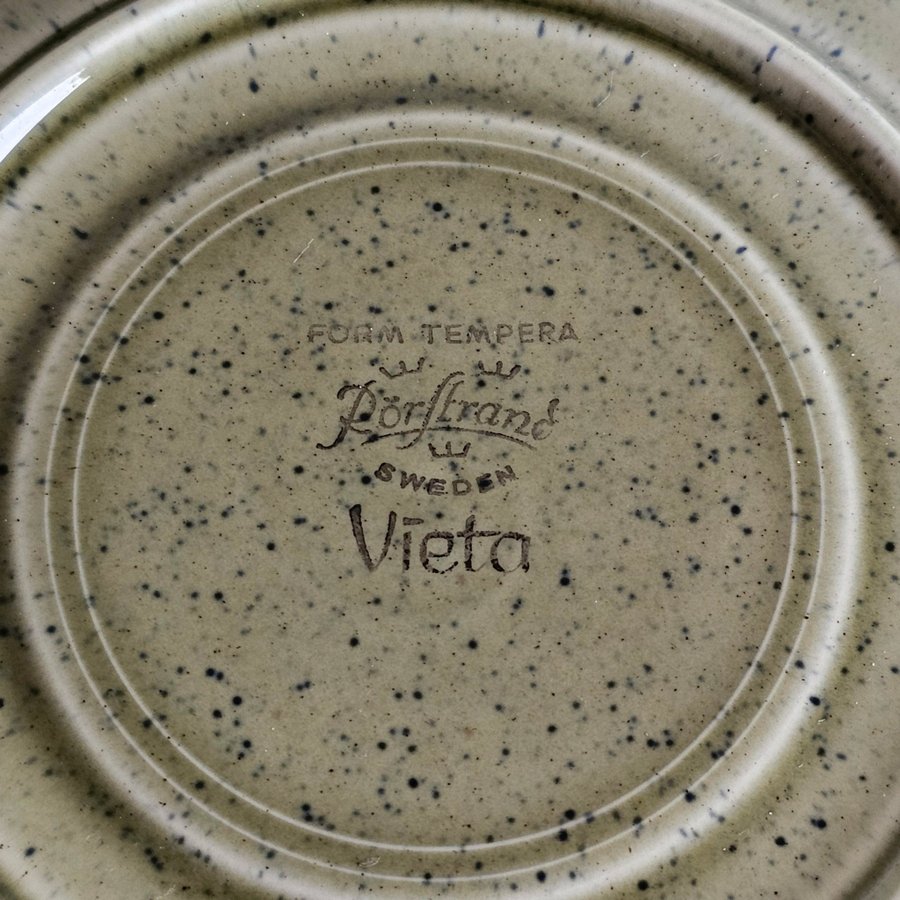 FORM TEMPERA
Rörstrand
SWEDEN
Vieta